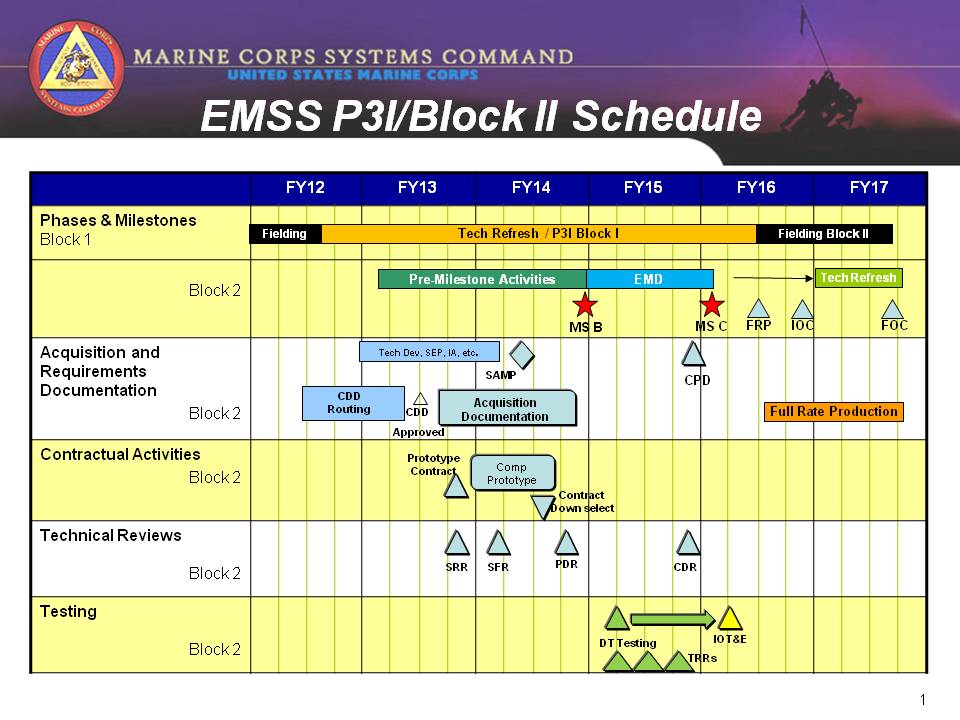 MARINE CORPS SYSTEMS COMMAND
UNITED STATES MARINE CORPS
EMSS P3I/Block II Schedule
FY12 FY13 FY14 FY15 FY16 FY17
Phases & Milestones
Block 1
Fielding
Tech Refresh / P3I Block I
Fielding Block II
Block 2
Pre-Milestone Activities
EMD
Tech Refresh
MS B
MS C
FRP
IOC
FOC
Acquisition and
Requirements
Documentation
Block 2
Tech Dev, SEP, IA, etc.
SAMP
CPD
CDD
Routing
CDD
Approved
Acquisition
Documentation
Full Rate Production
Contractual Activities
Block 2
Prototype
Contract
Comp
Prototype
Contract
Down select
Technical Reviews
Block 2
SRR
SFR
PDR
CDR
Testing
Block 2
DT Testing
IOT&E
TRRs
1